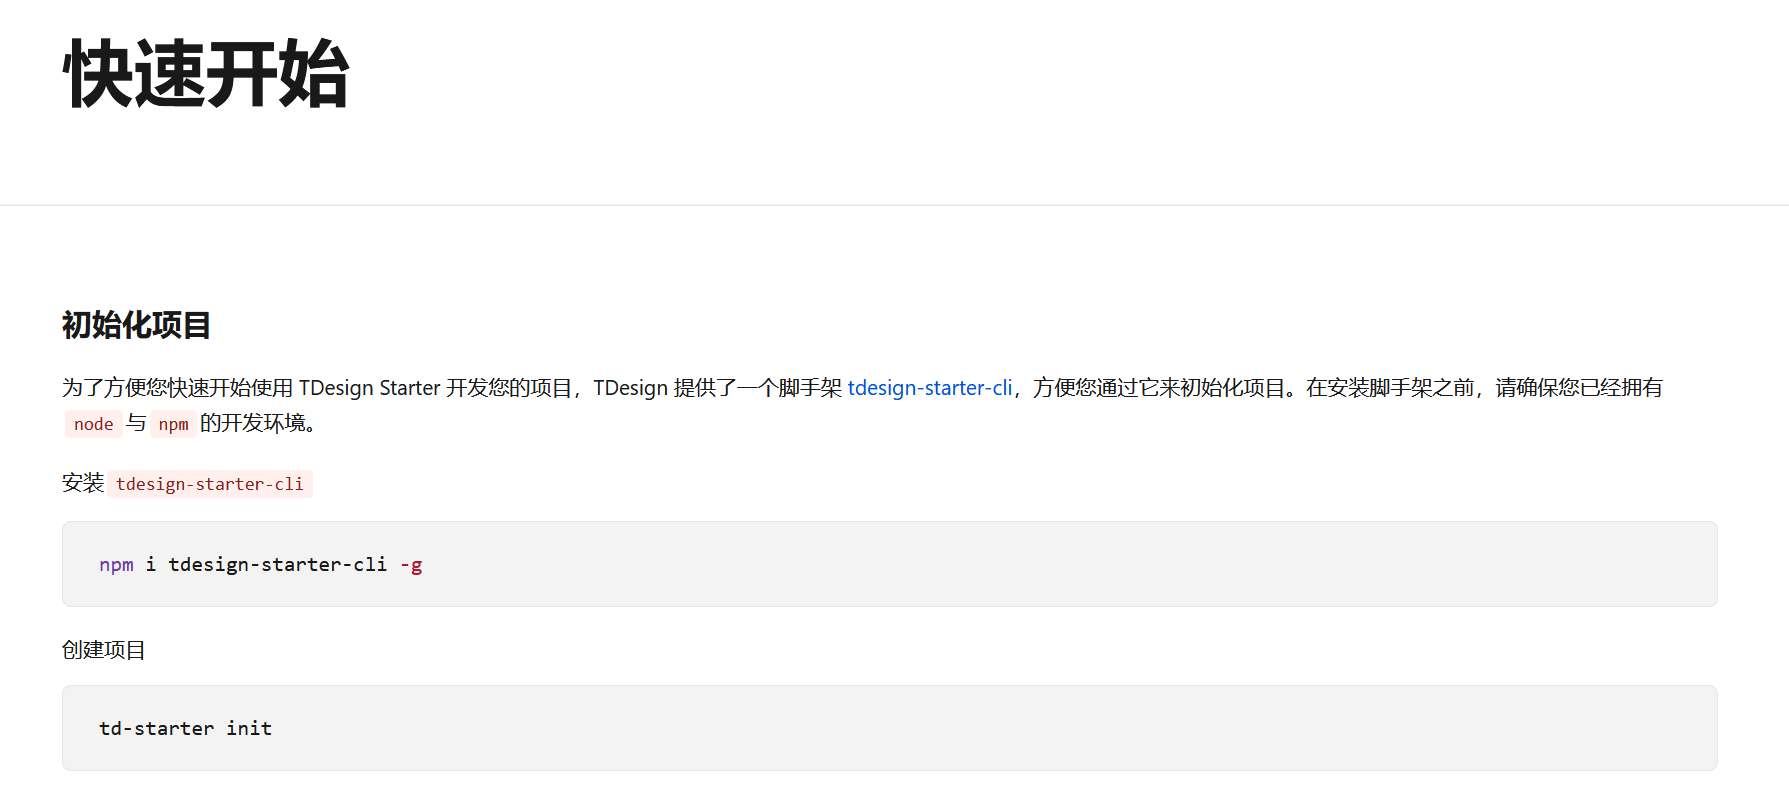 快速开始
初始化项目
为了方便您快速开始使用 TDesign Starter 开发您的项目，TDesign 提供了一个脚手架 tdesign-starter-cli，方便您通过它来初始化项目。在安装脚手架之前，请确保您已经拥有
node 与 npm 的开发环境。
安装 tdesign-starter-cli
npm i tdesign-starter-cli -g
创建项目
td-starter init